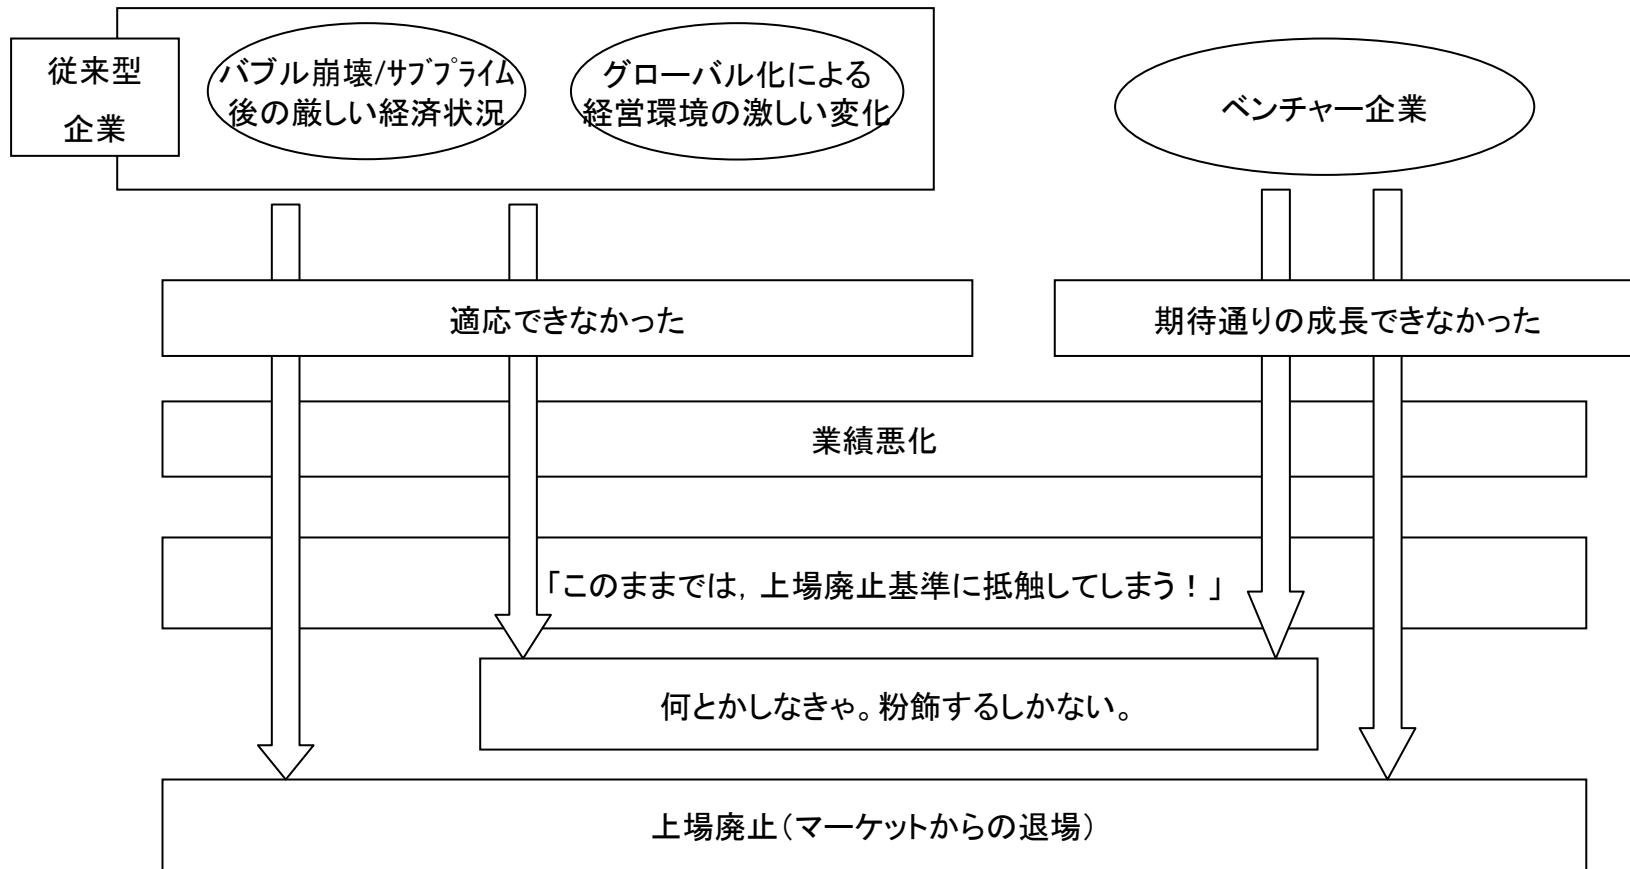 従来型
企業
バブル崩壊/ｻﾌﾞﾌﾟﾗｲﾑ
後の厳しい経済状況
グローバル化による
経営環境の激しい変化
ベンチャー企業
適応できなかった
期待通りの成長できなかった
業績悪化
「このままでは，上場廃止基準に抵触してしまう！」
何とかしなきゃ。粉飾するしかない。
上場廃止（マーケットからの退場）